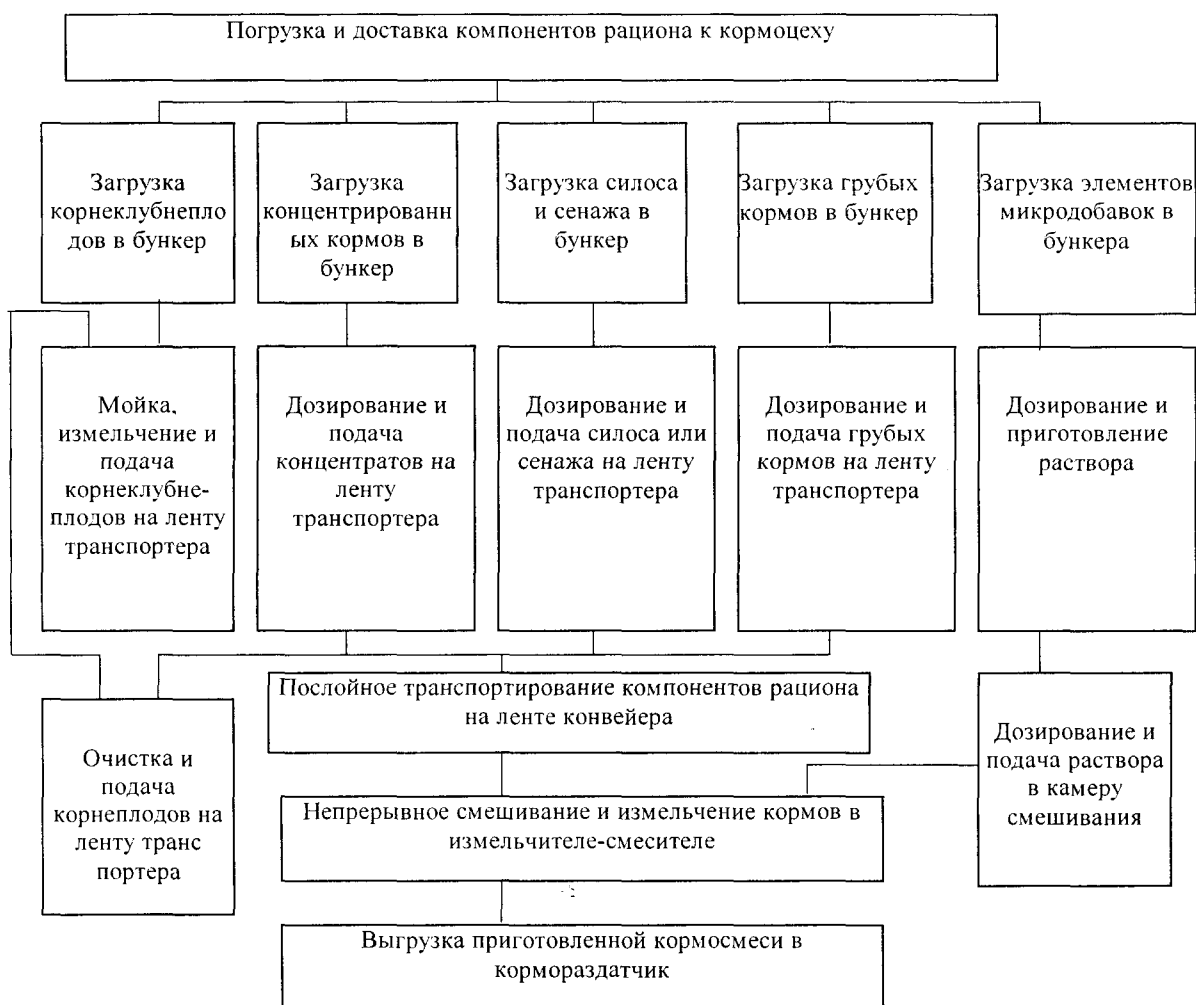 Погрузка и доставка компонентов рациона к кормоцеху
Загрузка
корнеклубнепло
дов в бункер
Загрузка
концентрированн
ых кормов в
бункер
Загрузка силоса
и сенажа в
бункер
Загрузка грубых
кормов в бункер
Загрузка элементов
микродобавок в
бункера
Мойка,
измельчение и
подача
корнеклубне-
плодов на ленту
транспортера
Дозирование и
подача
концентратов на
ленту
транспортера
Дозирование и
подача силоса или
сенажа на ленту
транспортера
Дозирование и
подача грубых
кормов на ленту
транспортера
Дозирование и
приготовление
раствора
Послойное транспортирование компонентов рациона
на ленте конвейера
Очистка и
подача
корнеплодов на
ленту транс
портера
Дозирование и
подача раствора
в камеру
смешивания
Непрерывное смешивание и измельчение кормов в
измельчителе-смесителе
Выгрузка приготовленной кормосмеси в
кормораздатчик